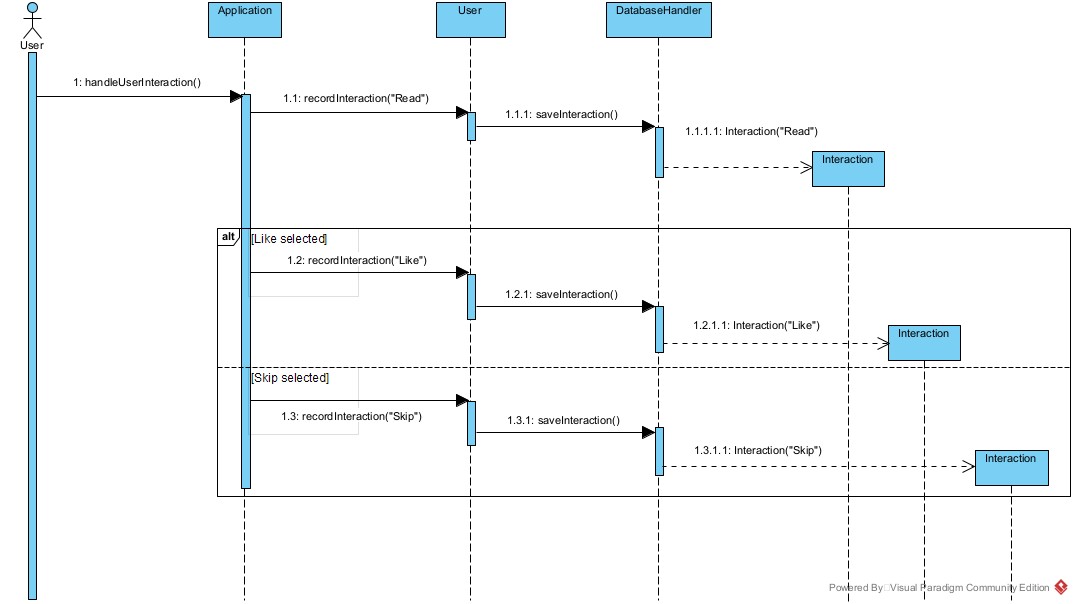 Application
User
DatabaseHandler
User
1: handleUserInteraction()
1.1: recordInteraction("Read")
1.1.1: saveInteraction()
1.1.1.1: Interaction("Read")
Interaction
alt
[Like selected]
1.2: recordInteraction("Like")
1.2.1: saveInteraction()
1.2.1.1: Interaction("Like")
Interaction
[Skip selected]
1.3: recordInteraction("Skip")
1.3.1: saveInteraction()
1.3.1.1: Interaction("Skip")
Interaction
Powered By Visual Paradigm Community Edition